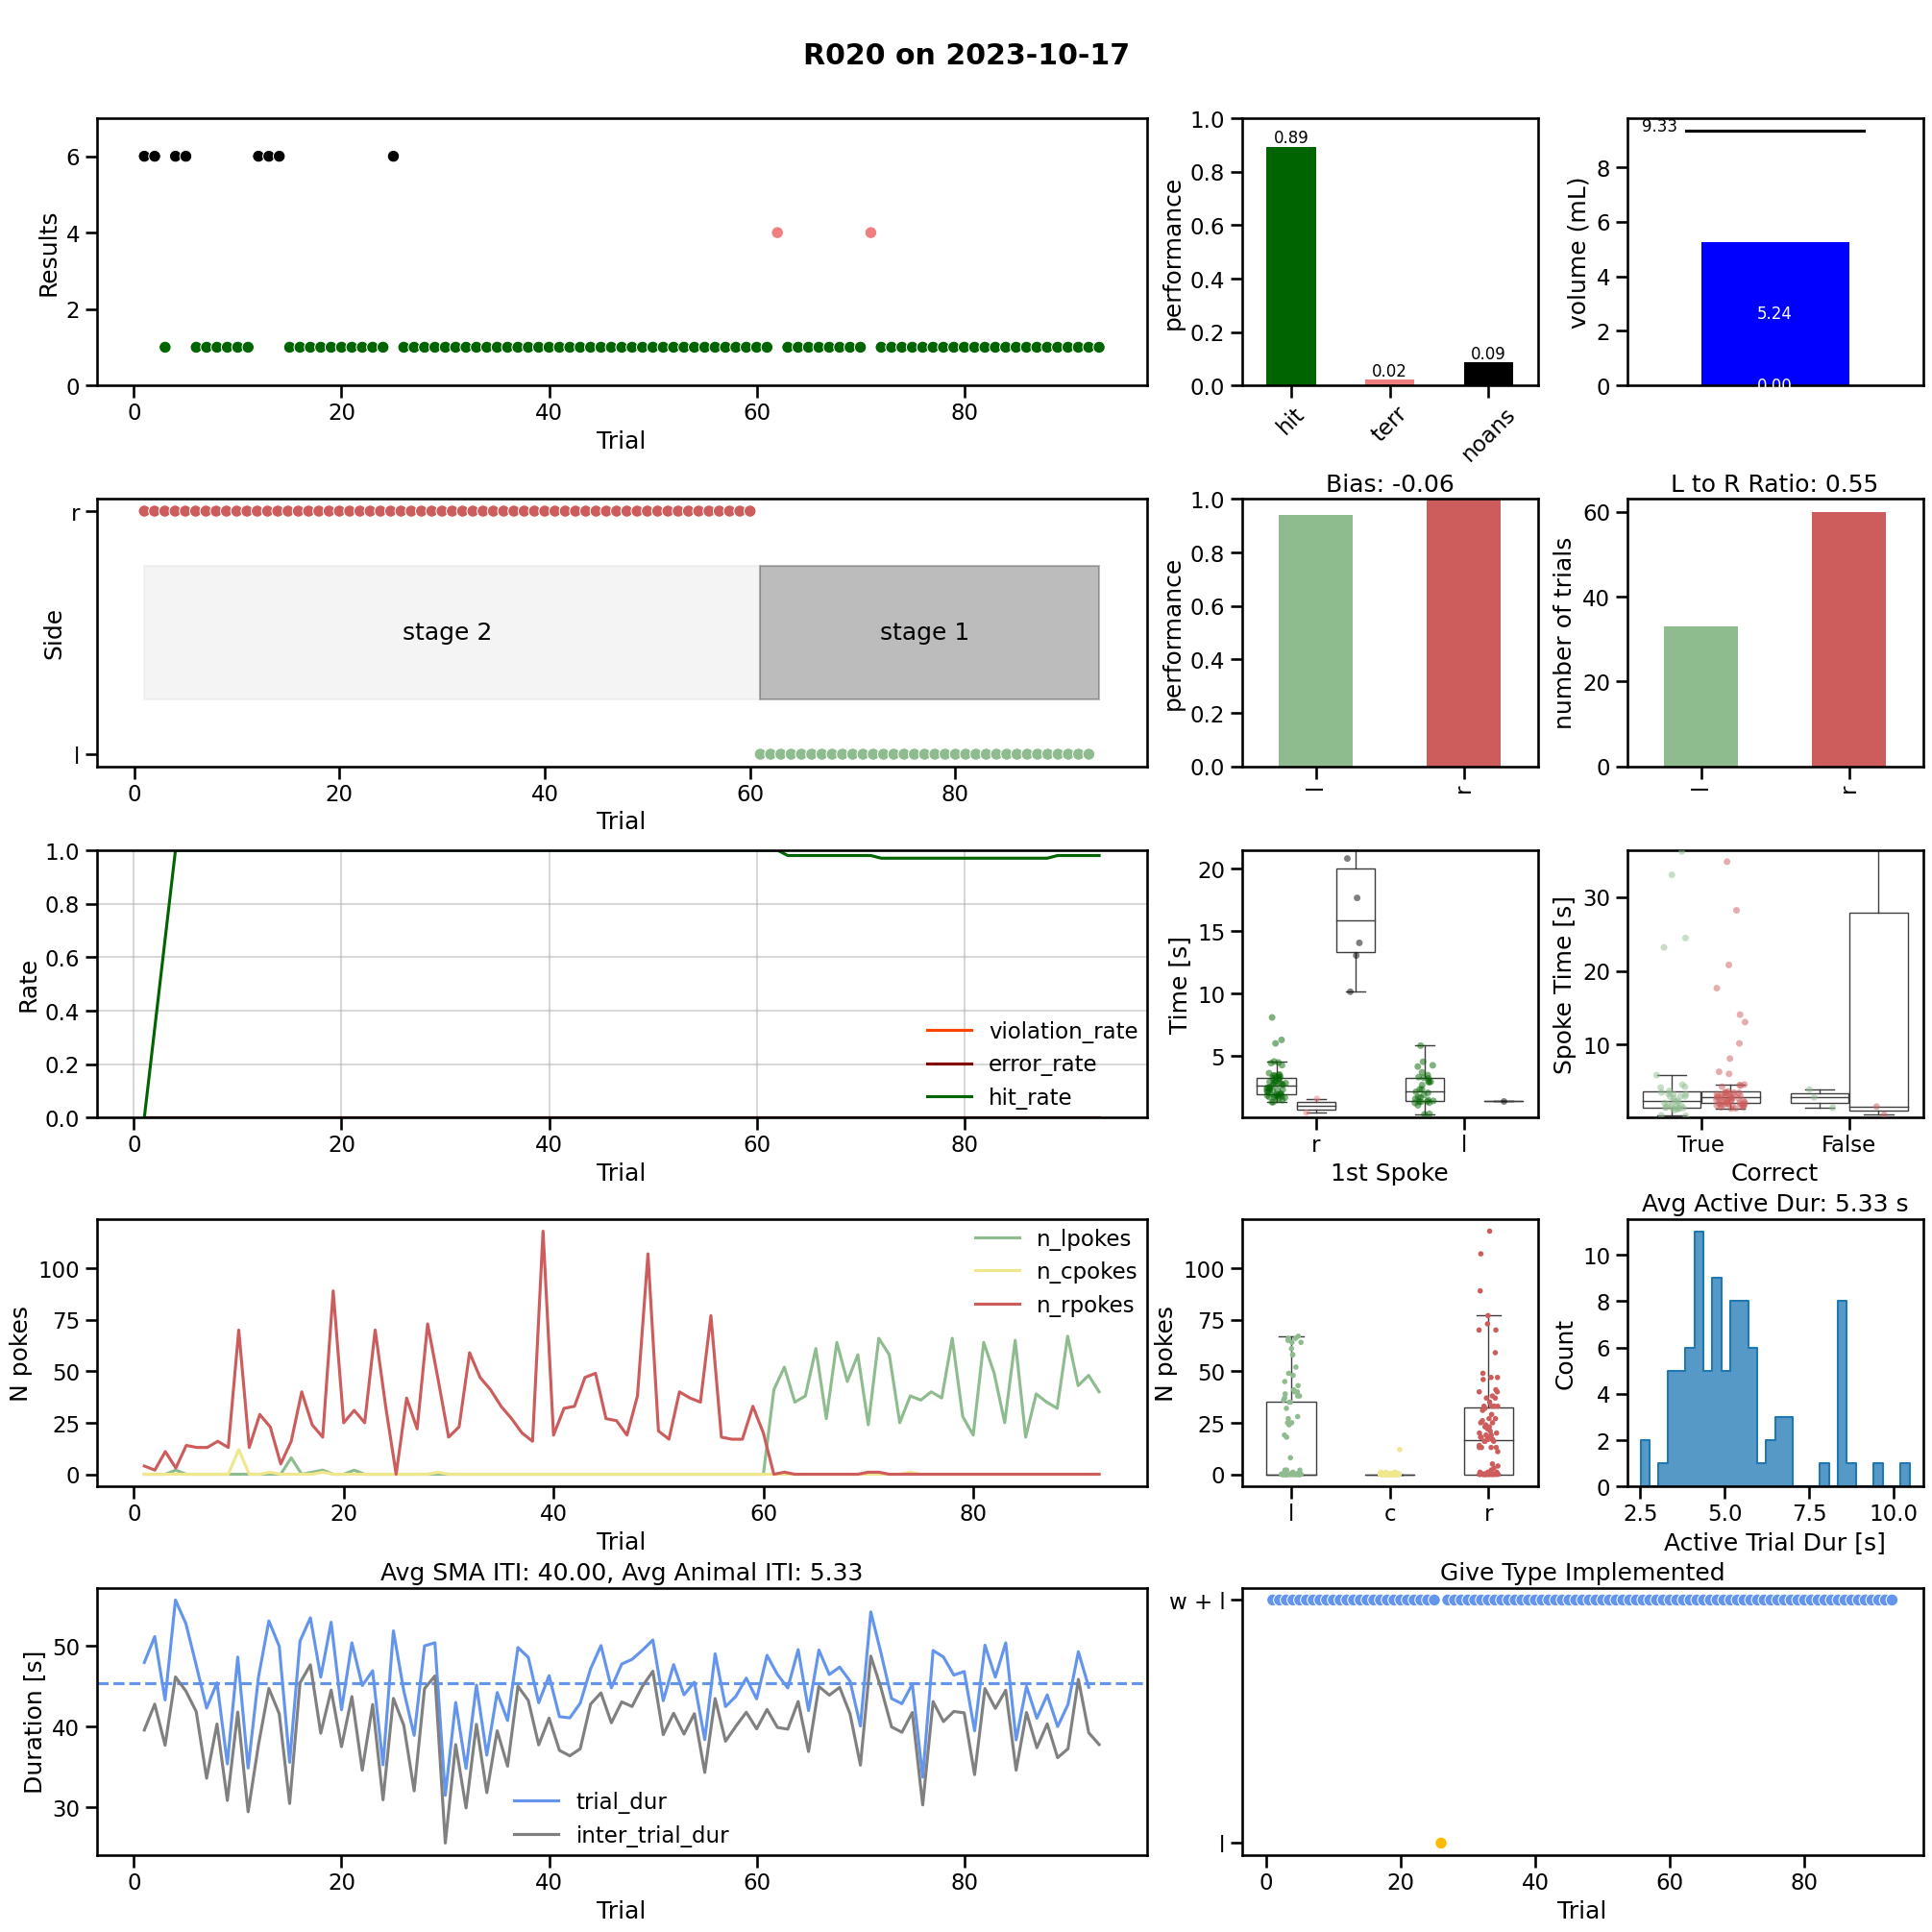 R020 on 2023-10-17
Results
6
4
2
0
0 20 40 60 80
Trial
performance
1.0
0.8
0.6
0.4
0.2
0.0
0.89
0.02
0.09
hit terr noans
volume (mL)
8
6
4
2
0
9.33
5.24
0.00
Side
r
l
stage 2
stage 1
0 20 40 60 80
Trial
Bias: -0.06
performance
1.0
0.8
0.6
0.4
0.2
0.0
l r
L to R Ratio: 0.55
number of trials
60
40
20
0
l r
Rate
1.0
0.8
0.6
0.4
0.2
0.0
violation_rate
error_rate
hit_rate
0 20 40 60 80
Trial
Time [s]
20
15
10
5
r l
1st Spoke
Spoke Time [s]
30
20
10
True False
Correct
N pokes
100
75
50
25
0
n_lpokes
n_cpokes
n_rpokes
0 20 40 60 80
Trial
N pokes
100
75
50
25
0
l c r
Avg Active Dur: 5.33 s
Count
10
8
6
4
2
0
2.5 5.0 7.5 10.0
Active Trial Dur [s]
Avg SMA ITI: 40.00, Avg Animal ITI: 5.33
Duration [s]
50
40
30
trial_dur
inter_trial_dur
0 20 40 60 80
Trial
Give Type Implemented
w + l
l
0 20 40 60 80
Trial